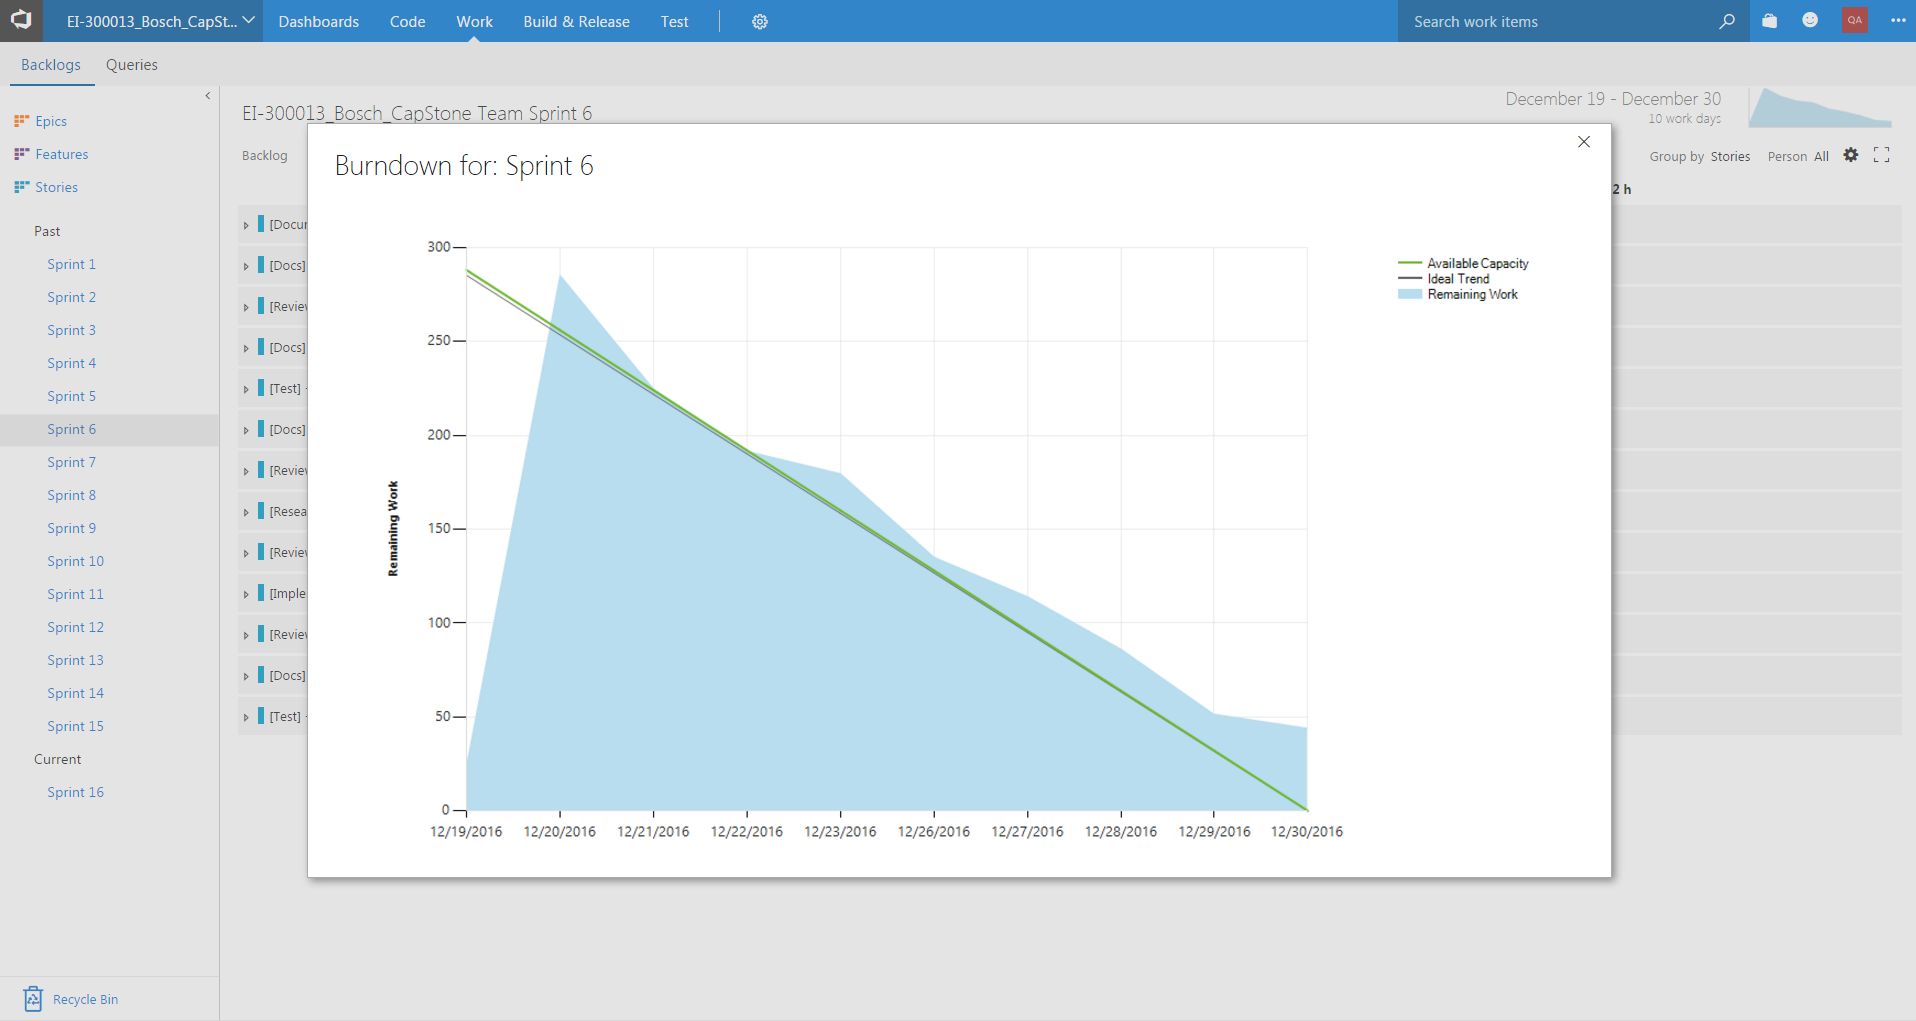 EI-300013_Bosch_CapSt...
Dashboards
Code
Work
Build & Release
Test
Search work items
QA
Backlogs
Queries
Epics
Features
Stories
Past
Sprint 1
Sprint 2
Sprint 3
Sprint 4
Sprint 5
Sprint 6
Sprint 7
Sprint 8
Sprint 9
Sprint 10
Sprint 11
Sprint 12
Sprint 13
Sprint 14
Sprint 15
Current
Sprint 16
Recycle Bin
EI-300013_Bosch_CapStone Team Sprint 6
December 19 - December 30
10 work days
Backlog
Group by Stories Person All
2 h
[Docu
[Docs]
[Revie
[Docs]
[Test]
[Docs]
[Revie
[Resea
[Revie
[Imple
[Revie
[Docs]
[Test]
Burndown for: Sprint 6
Available Capacity
Ideal Trend
Remaining Work
Remaining Work
300
250
200
150
100
50
0
12/19/2016 12/20/2016 12/21/2016 12/22/2016 12/23/2016 12/26/2016 12/27/2016 12/28/2016 12/29/2016 12/30/2016